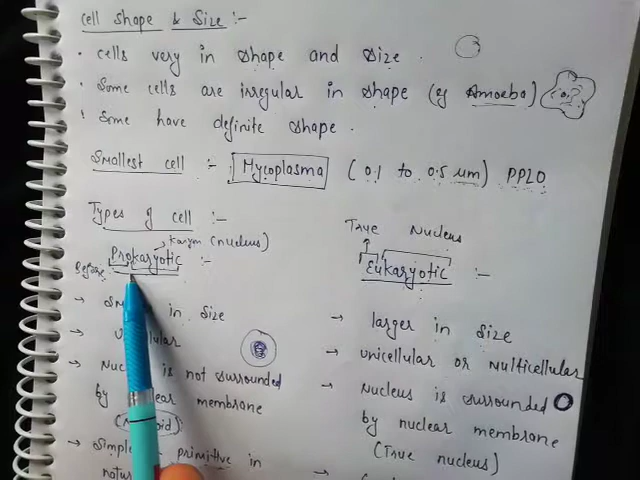 Cell Shape & Size :-
· Cells very in shape and size .
· Some cells are irregular in shape (eg Amoeba)
· Some have definite shape .
Smallest cell :- Mycoplasma ( 0.1 to 0.5 um) PPLO
Types of cell :-
Karyon (nucleus)
Prokaryotic :-
Before
→ in size
→
→ is not surrounded
by membrane
→ Simple primitive in
True Nucleus
Eukaryotic :-
→ larger in size
→ Unicellular or Multicellular
→ Nucleus is surrounded
by nuclear membrane
(True nucleus)